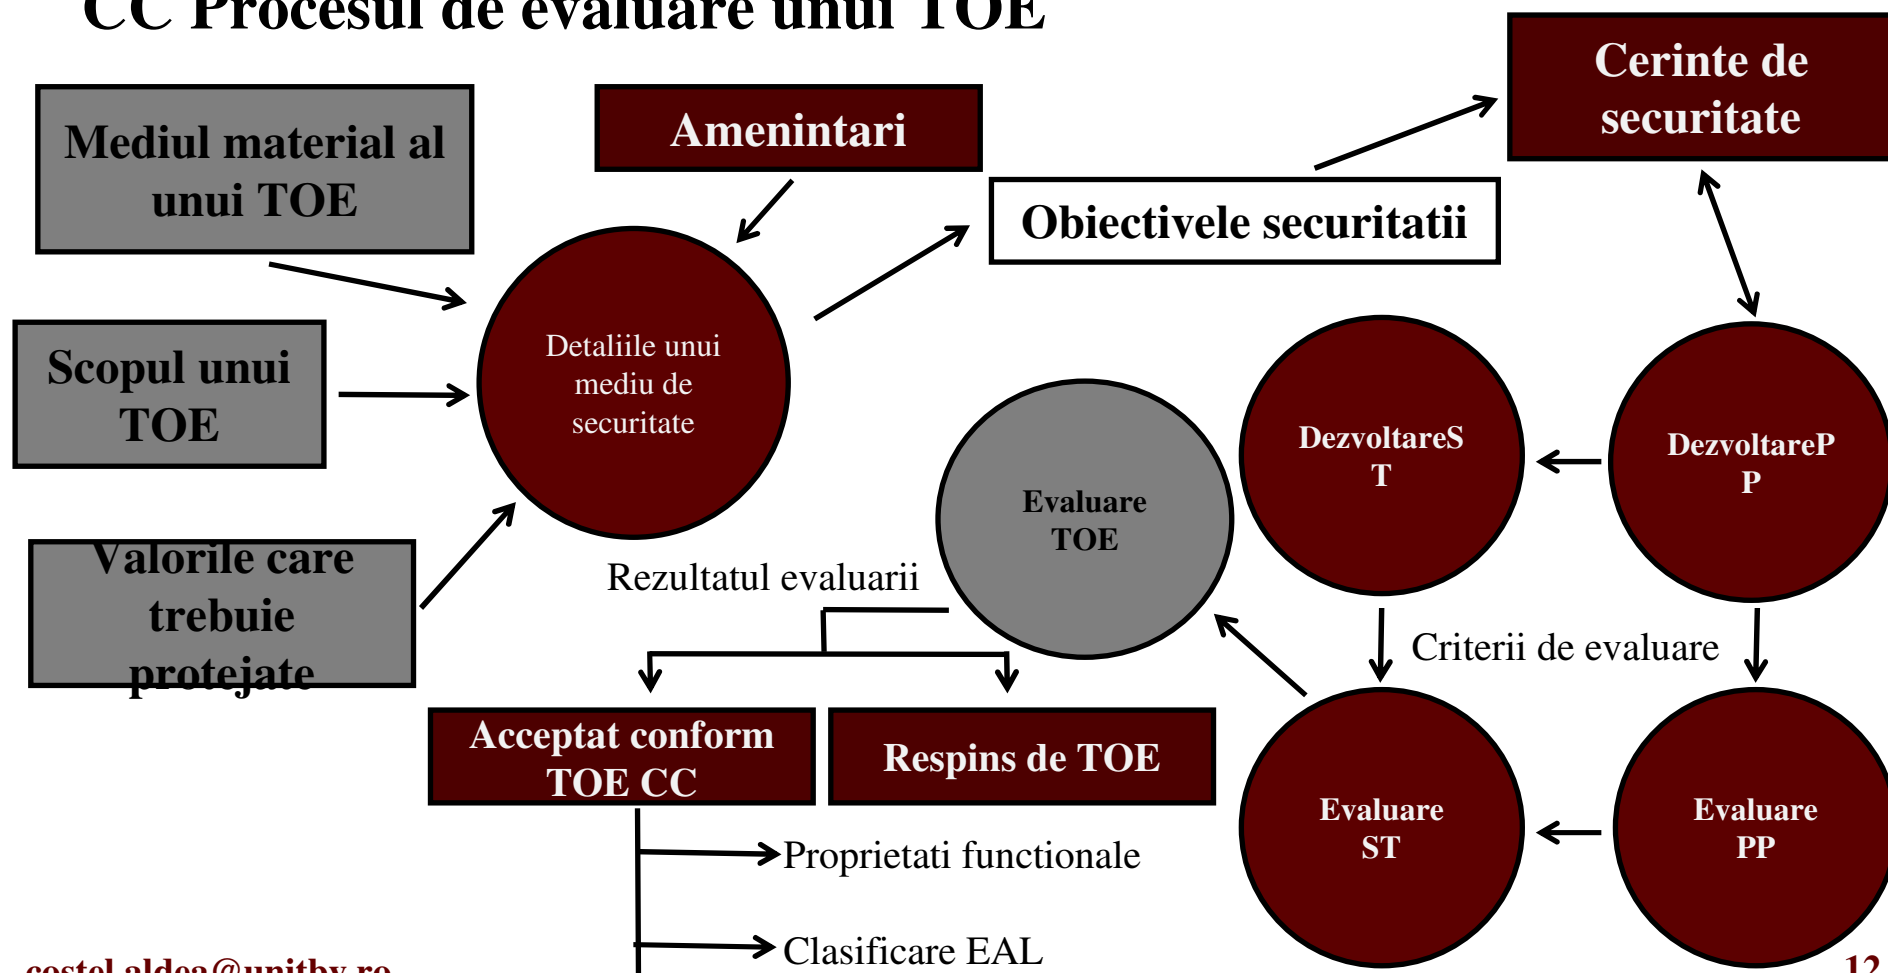 CC Procesul de evaluare unui TOE
Cerinte de
securitate
Mediul material al
unui TOE
Amenintari
Obiectivele securitatii
Scopul unui
TOE
Detaliile unui
mediu de
securitate
DezvoltareS
T
DezvoltareP
P
Evaluare
TOE
Valorile care
trebuie
protejate
Rezultatul evaluarii
Criterii de evaluare
Acceptat conform
TOE CC
Respins de TOE
Evaluare
ST
Evaluare
PP
Proprietati functionale
Clasificare EAL
costel.aldea@unitbv.ro
12